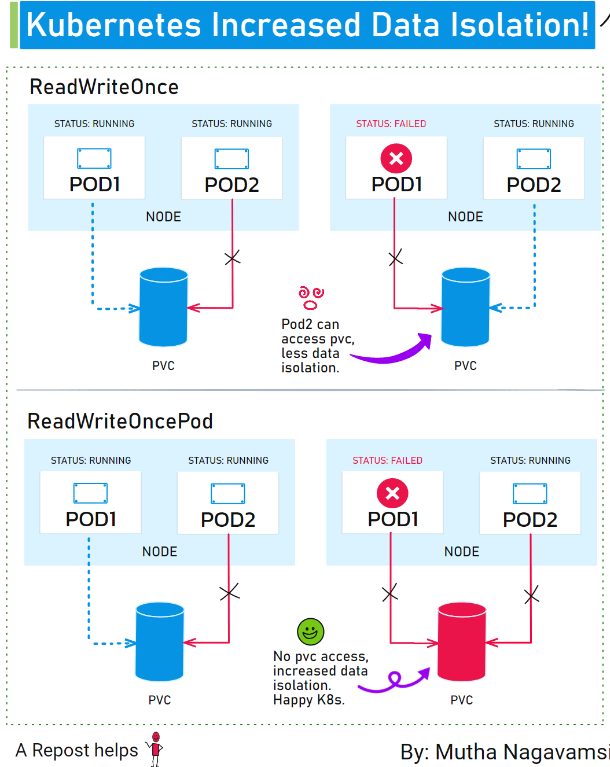 Kubernetes Increased Data Isolation!
ReadWriteOnce
STATUS: RUNNING
STATUS: RUNNING
POD1
POD2
NODE
PVC
STATUS: FAILED
STATUS: RUNNING
POD1
POD2
NODE
Pod2 can
access pvc,
less data
isolation.
PVC
ReadWriteOncePod
STATUS: RUNNING
STATUS: RUNNING
POD1
POD2
NODE
PVC
STATUS: FAILED
STATUS: RUNNING
POD1
POD2
NODE
No pvc access,
increased data
isolation.
Happy K8s.
PVC
A Repost helps
By: Mutha Nagavamsi